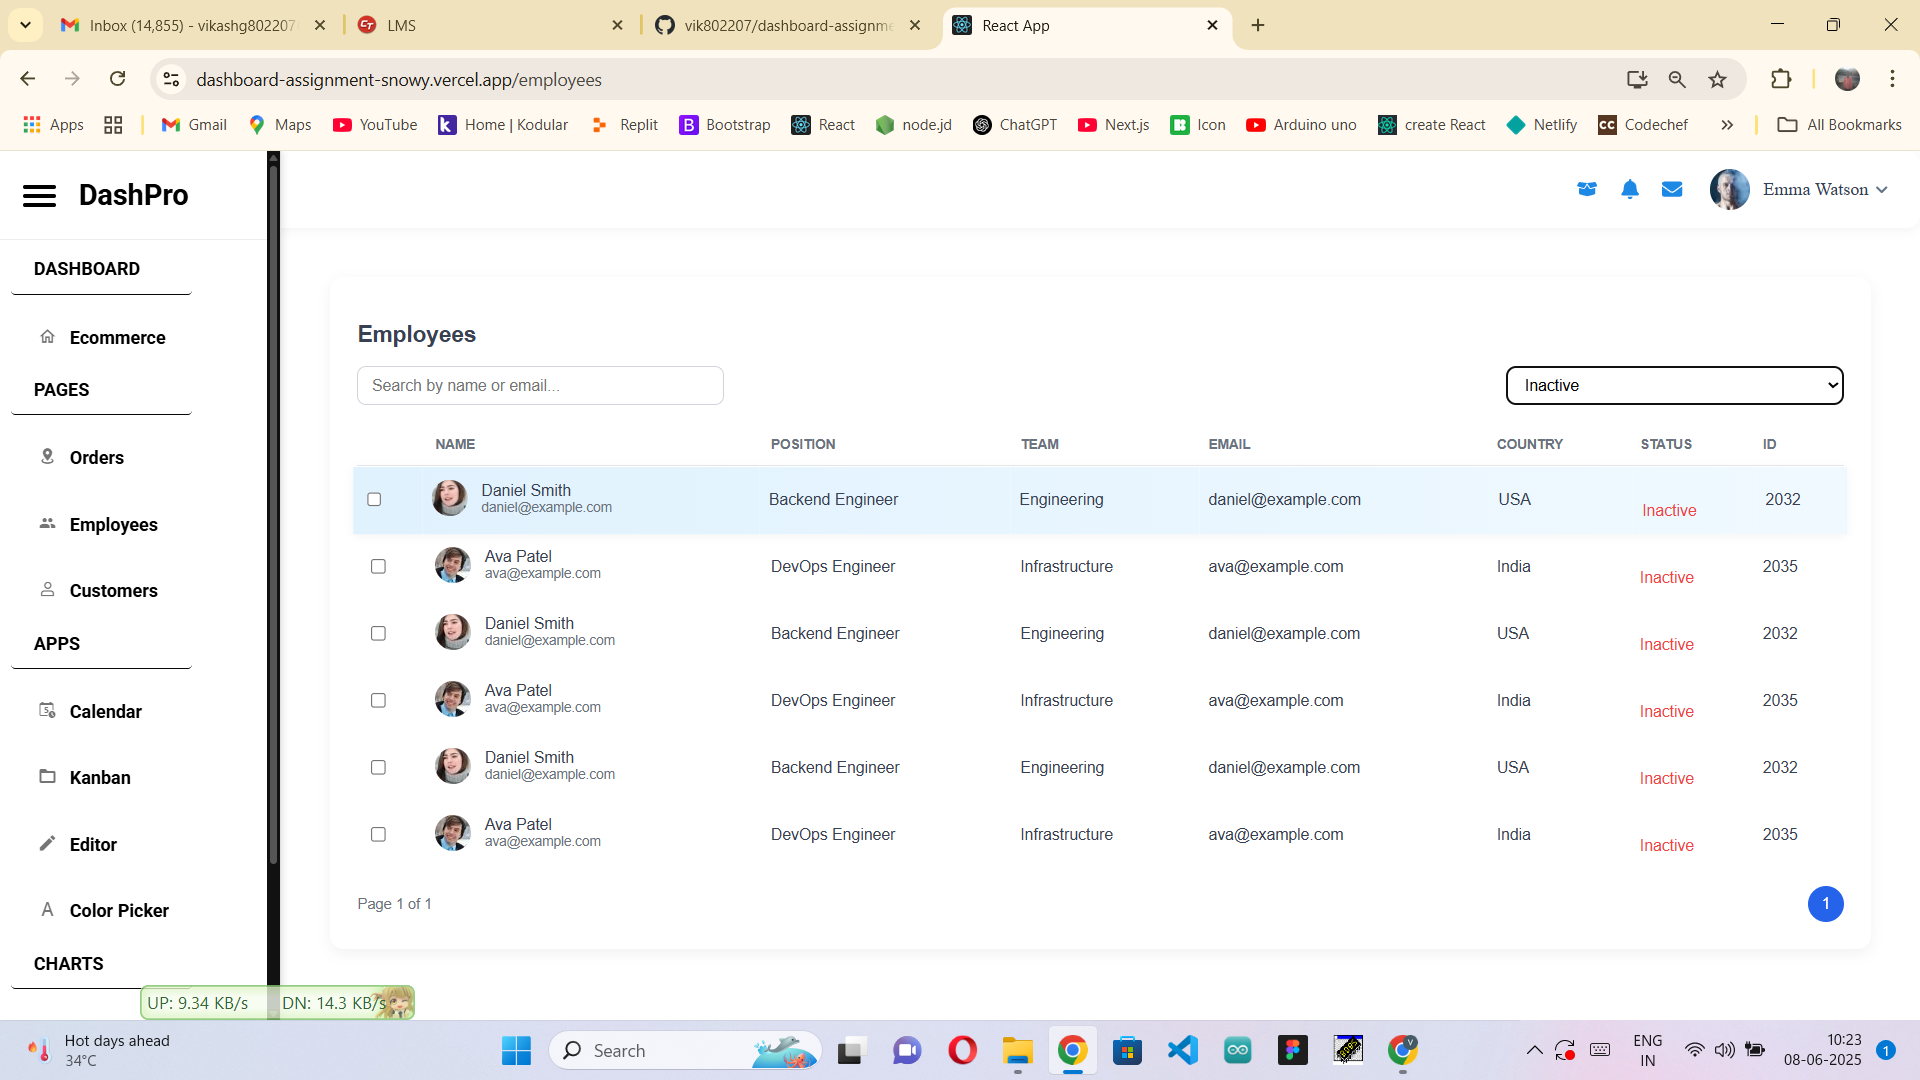 Inbox (14,855) - vikashg802207
LMS
vik802207/dashboard-assignme
React App
dashboard-assignment-snowy.vercel.app/employees
Apps
Gmail
Maps
YouTube
Home | Kodular
Replit
Bootstrap
React
node.jd
ChatGPT
Next.js
Icon
Arduino uno
create React
Netlify
Codechef
All Bookmarks
DashPro
Emma Watson
DASHBOARD
Ecommerce
PAGES
Orders
Employees
Customers
APPS
Calendar
Kanban
Editor
Color Picker
CHARTS
Employees
Search by name or email...
Inactive
NAME POSITION TEAM EMAIL COUNTRY STATUS ID
Daniel Smith
daniel@example.com
Backend Engineer Engineering daniel@example.com USA Inactive 2032
Ava Patel
ava@example.com
DevOps Engineer Infrastructure ava@example.com India Inactive 2035
Daniel Smith
daniel@example.com
Backend Engineer Engineering daniel@example.com USA Inactive 2032
Ava Patel
ava@example.com
DevOps Engineer Infrastructure ava@example.com India Inactive 2035
Daniel Smith
daniel@example.com
Backend Engineer Engineering daniel@example.com USA Inactive 2032
Ava Patel
ava@example.com
DevOps Engineer Infrastructure ava@example.com India Inactive 2035
Page 1 of 1
1
UP: 9.34 KB/s DN: 14.3 KB/s
Hot days ahead
34°C
Search
ENG
IN
10:23
08-06-2025
1